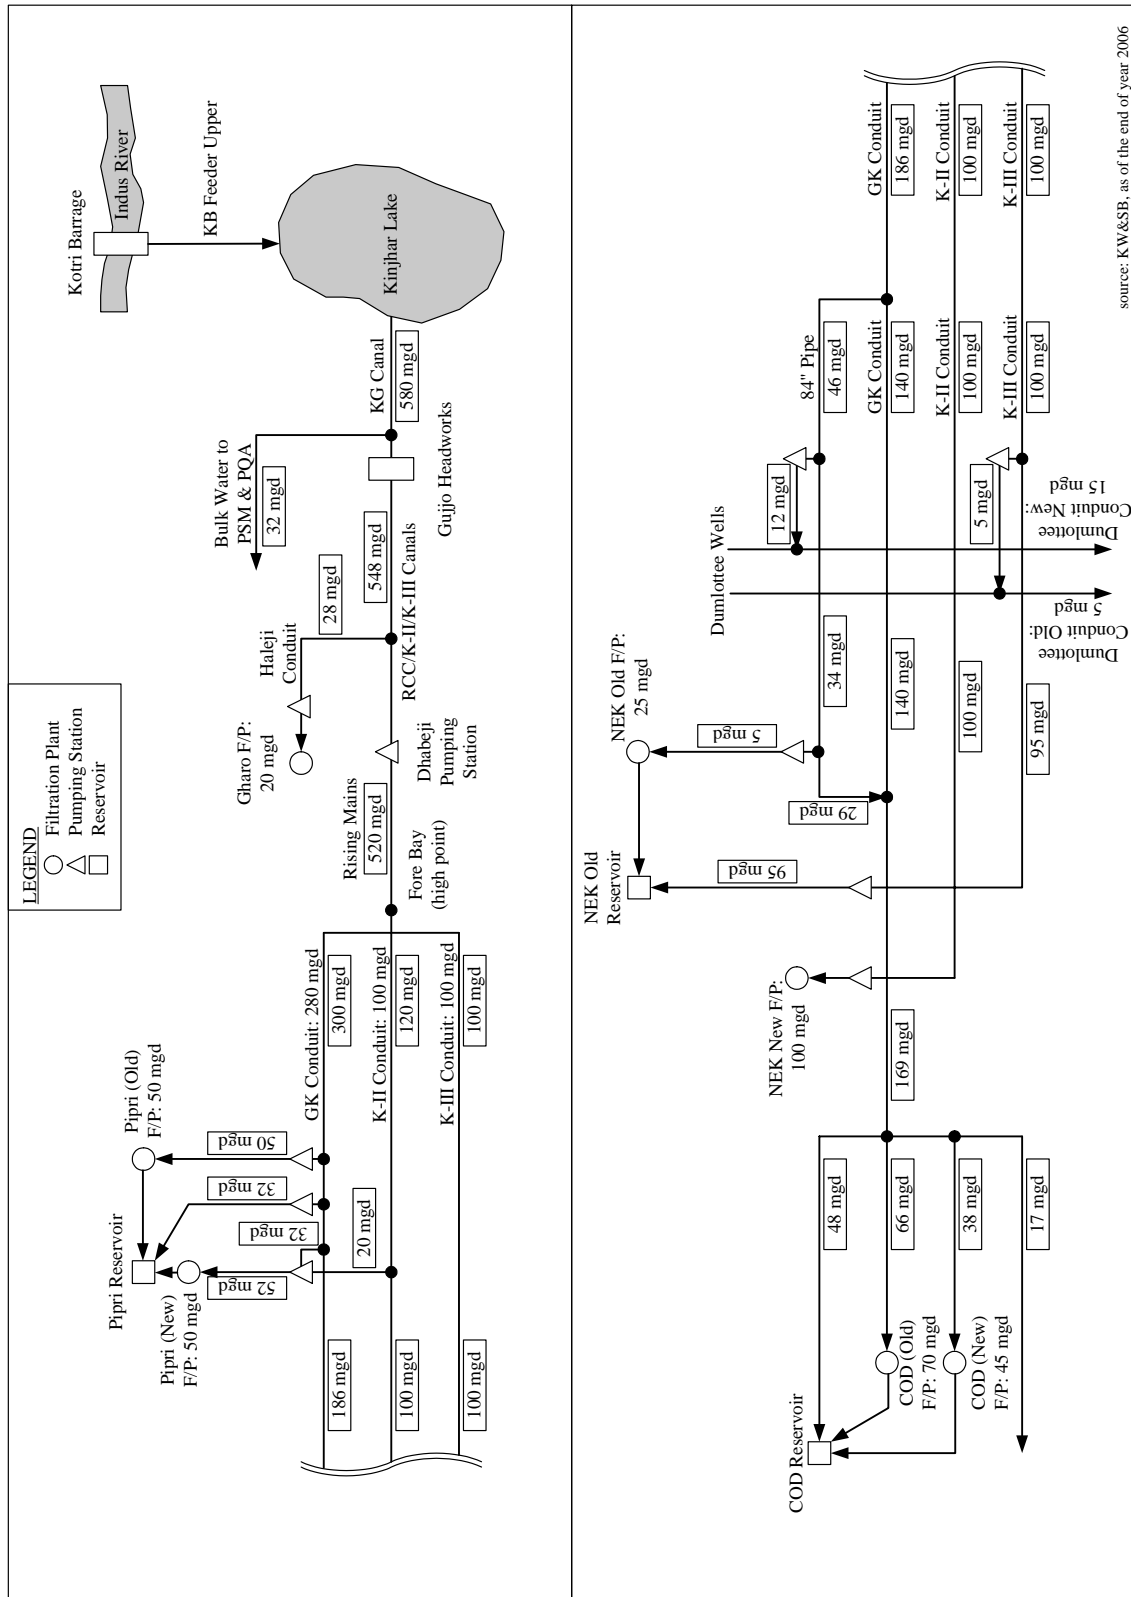 LEGEND
Filtration Plant
Pumping Station
Reservoir
Kotri Barrage
Indus River
KB Feeder Upper
Kinjhar Lake
KG Canal
580 mgd
Bulk Water to
PSM & PQA
32 mgd
Gujjo Headworks
548 mgd
RCC/K-II/K-III Canals
28 mgd
Haleji
Conduit
Gharo F/P:
20 mgd
Dhabeji
Pumping
Station
Rising Mains
520 mgd
Fore Bay
(high point)
GK Conduit: 280 mgd
300 mgd
K-II Conduit: 100 mgd
120 mgd
K-III Conduit: 100 mgd
100 mgd
Pipri (Old)
F/P: 50 mgd
50 mgd
32 mgd
32 mgd
20 mgd
52 mgd
Pipri Reservoir
Pipri (New)
F/P: 50 mgd
186 mgd
100 mgd
100 mgd
GK Conduit
186 mgd
K-II Conduit
100 mgd
K-III Conduit
100 mgd
84" Pipe
46 mgd
GK Conduit
140 mgd
K-II Conduit
100 mgd
K-III Conduit
100 mgd
12 mgd
5 mgd
Dumlottee Wells
Dumlottee
Conduit New:
15 mgd
Dumlottee
Conduit Old:
5 mgd
34 mgd
140 mgd
100 mgd
95 mgd
NEK Old F/P:
25 mgd
5 mgd
29 mgd
NEK Old
Reservoir
95 mgd
NEK New F/P:
100 mgd
169 mgd
48 mgd
66 mgd
38 mgd
17 mgd
COD (Old)
F/P: 70 mgd
COD (New)
F/P: 45 mgd
COD Reservoir
source: KW&SB, as of the end of year 2006